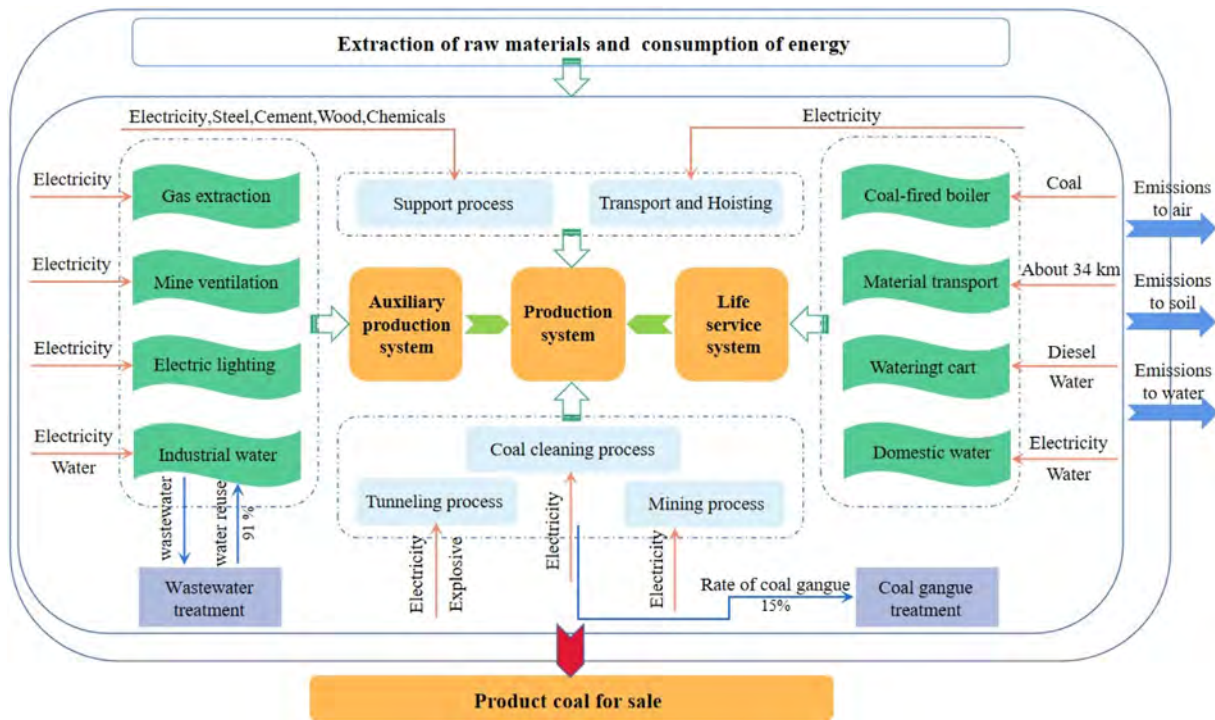 Extraction of raw materials and consumption of energy
Electricity,Steel,Cement,Wood,Chemicals
Electricity
Electricity
Gas extraction
Support process
Transport and Hoisting
Coal-fired boiler
Coal
Emissions
to air
Electricity
Mine ventilation
Auxiliary
production
system
Production
system
Life
service
system
Material transport
About 34 km
Emissions
to soil
Electricity
Electric lighting
Wateringt cart
Diesel
Water
Emissions
to water
Electricity
Water
Industrial water
Coal cleaning process
Domestic water
Electricity
Water
Tunneling process
Mining process
wastewater
water reuse
91 %
Electricity
Explosive
Electricity
Electricity
Wastewater
treatment
Rate of coal gangue
15%
Coal gangue
treatment
Product coal for sale